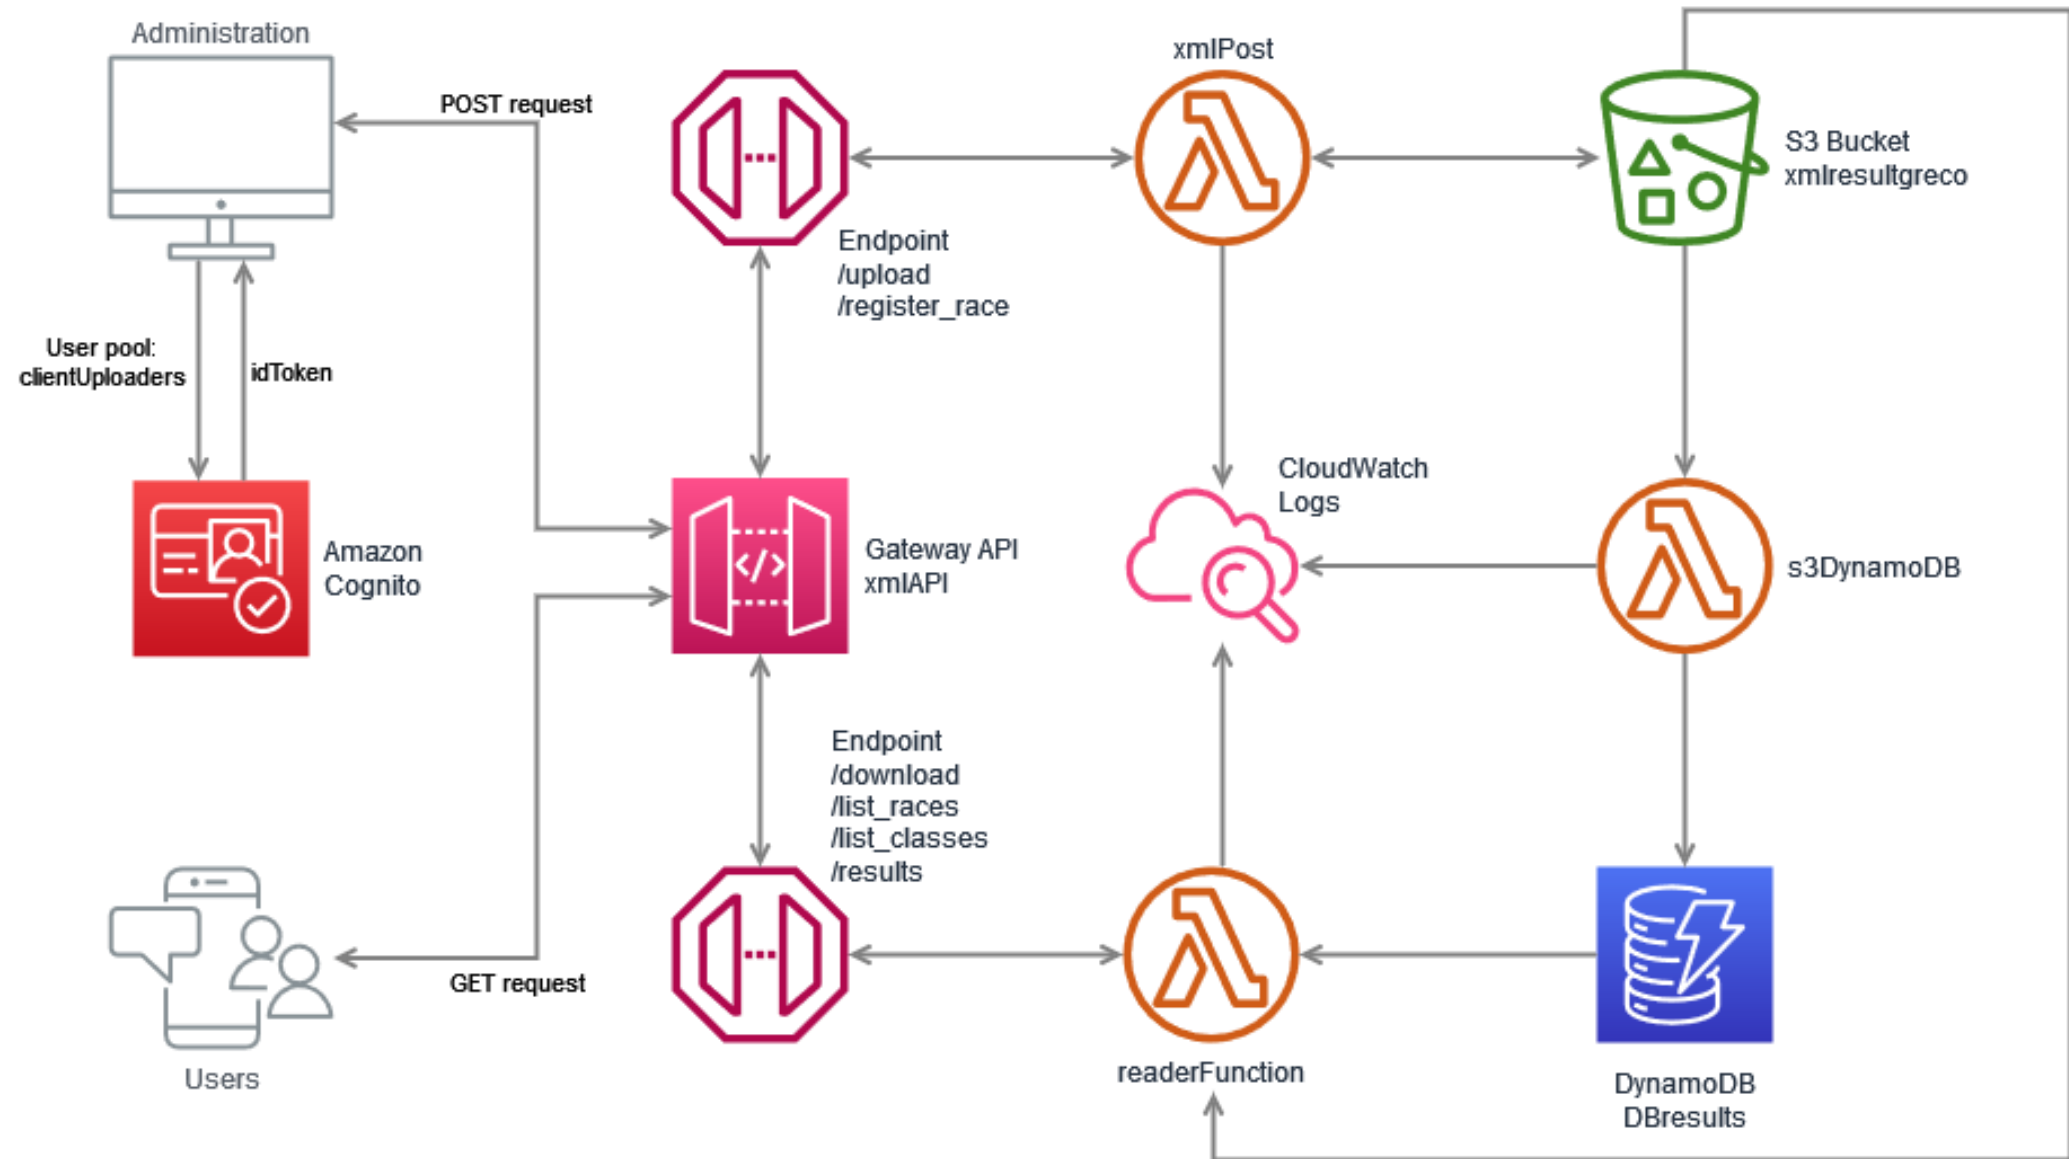 Administration
POST request
xmlPost
S3 Bucket
xmlresultgreco
Endpoint
/upload
/register_race
User pool:
clientUploaders
idToken
CloudWatch
Logs
Amazon
Cognito
Gateway API
xmlAPI
s3DynamoDB
Endpoint
/download
/list_races
/list_classes
/results
GET request
Users
readerFunction
DynamoDB
DBresults